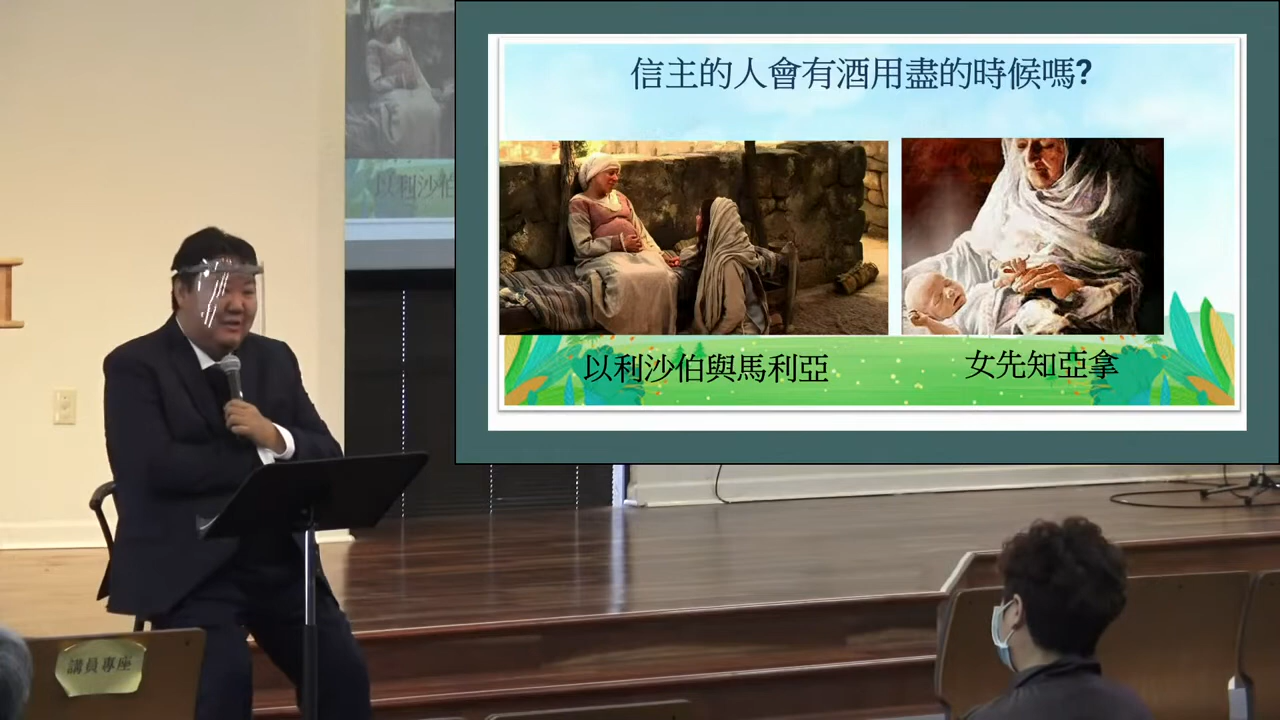 信主的人會有酒用盡的時候嗎?
以利沙伯與馬利亞
女先知亞拿
以利沙伯
講員專座